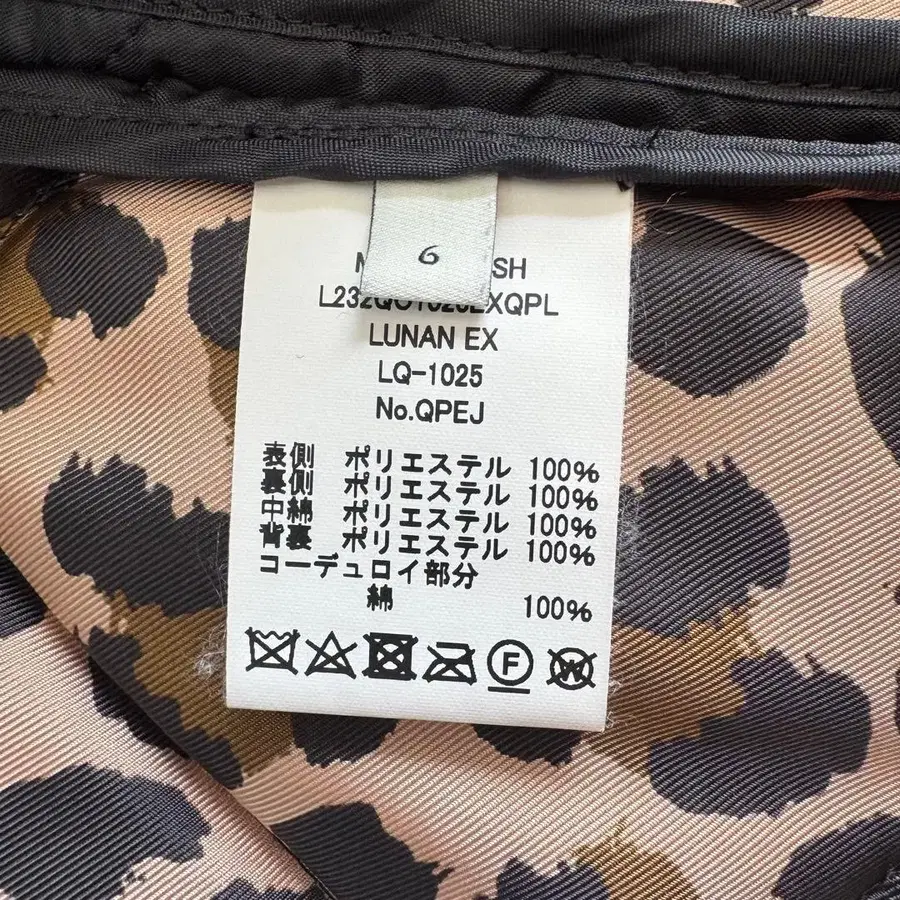 6
SH
LUNAN EX
LQ-1025
No.QPEJ
表側 ポリエステル 100%
裏側 ポリエステル 100%
中綿 ポリエステル 100%
背裏 ポリエステル 100%
コーデュロイ部分
綿 100%
F
W